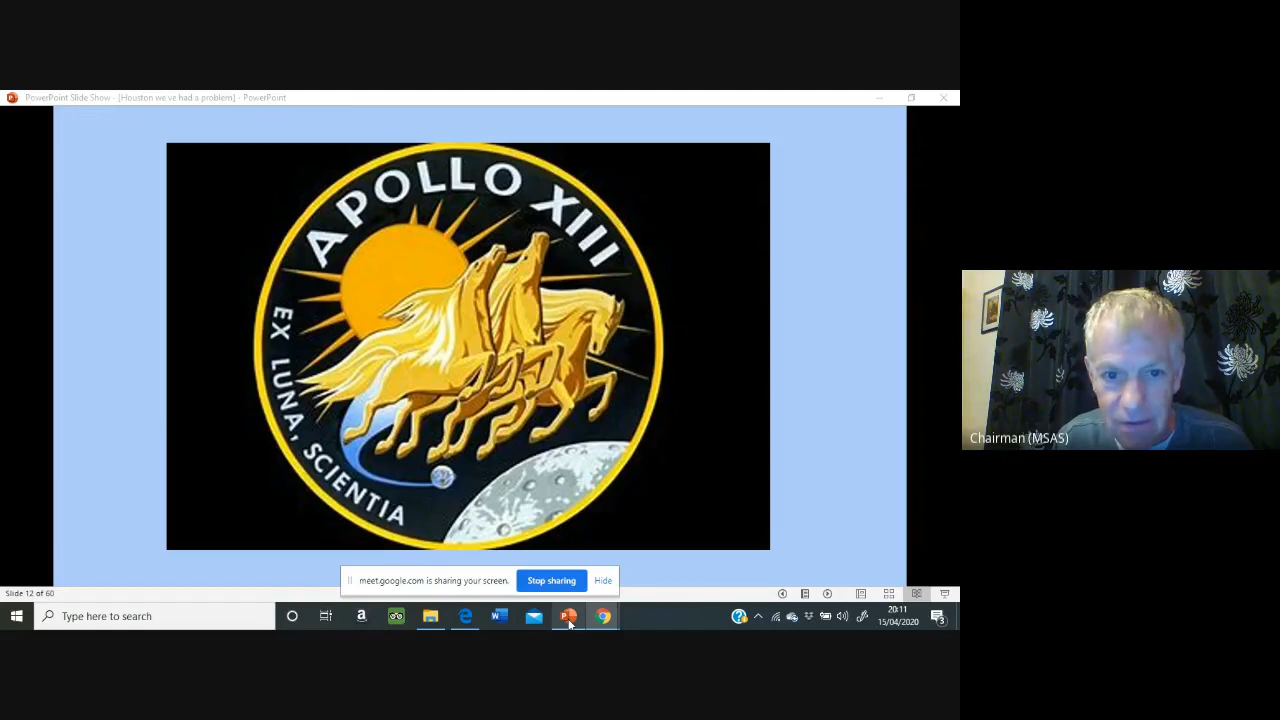 PowerPoint Slide Show - [Houston we ve had a problem] - PowerPoint
APOLLO XIII
EX LUNA, SCIENTIA
Chairman (MSAS)
meet.google.com is sharing your screen.
Stop sharing
Hide
Slide 12 of 60
Type here to search
20:11
15/04/2020
3